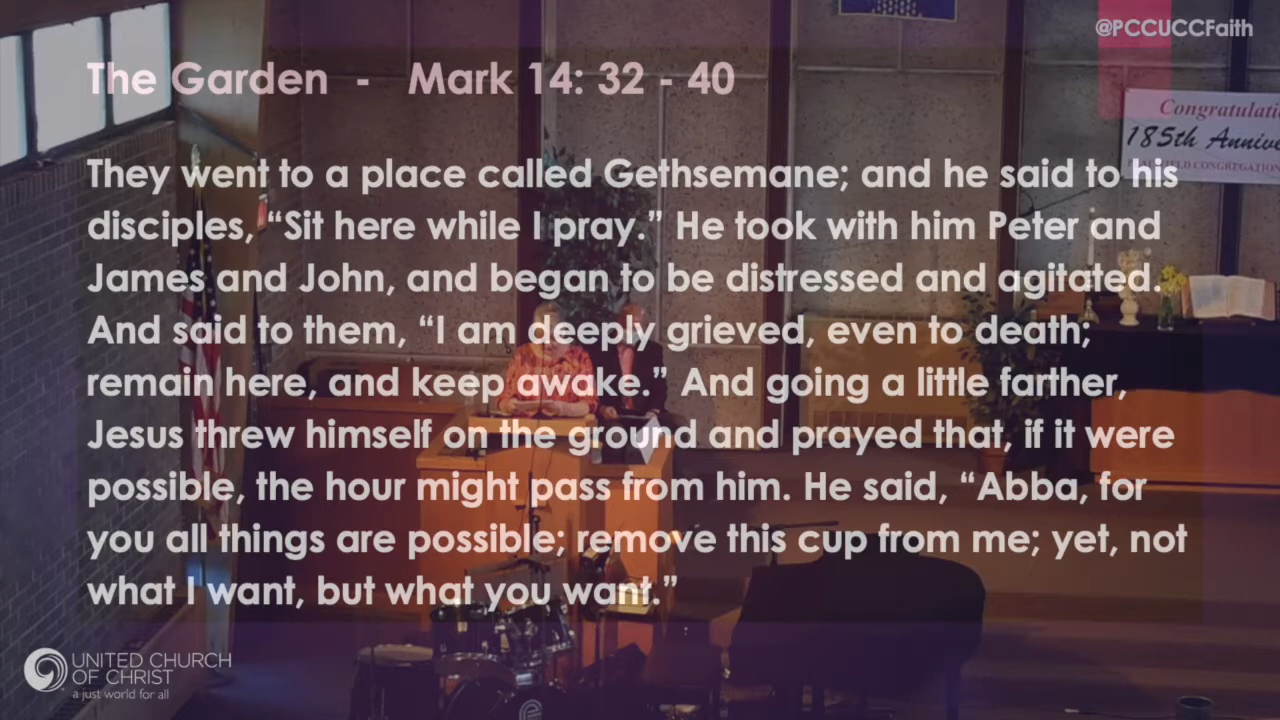 @PCCUCCFaith
The Garden - Mark 14: 32 - 40
Congratulati
185th Annive
FIELD CONGREGATION
They went to a place called Gethsemane; and he said to his
disciples, “Sit here while I pray.” He took with him Peter and
James and John, and began to be distressed and agitated.
And said to them, “I am deeply grieved, even to death;
remain here, and keep awake.” And going a little farther,
Jesus threw himself on the ground and prayed that, if it were
possible, the hour might pass from him. He said, “Abba, for
you all things are possible; remove this cup from me; yet, not
what I want, but what you want.”
UNITED CHURCH
OF CHRIST
a just world for all